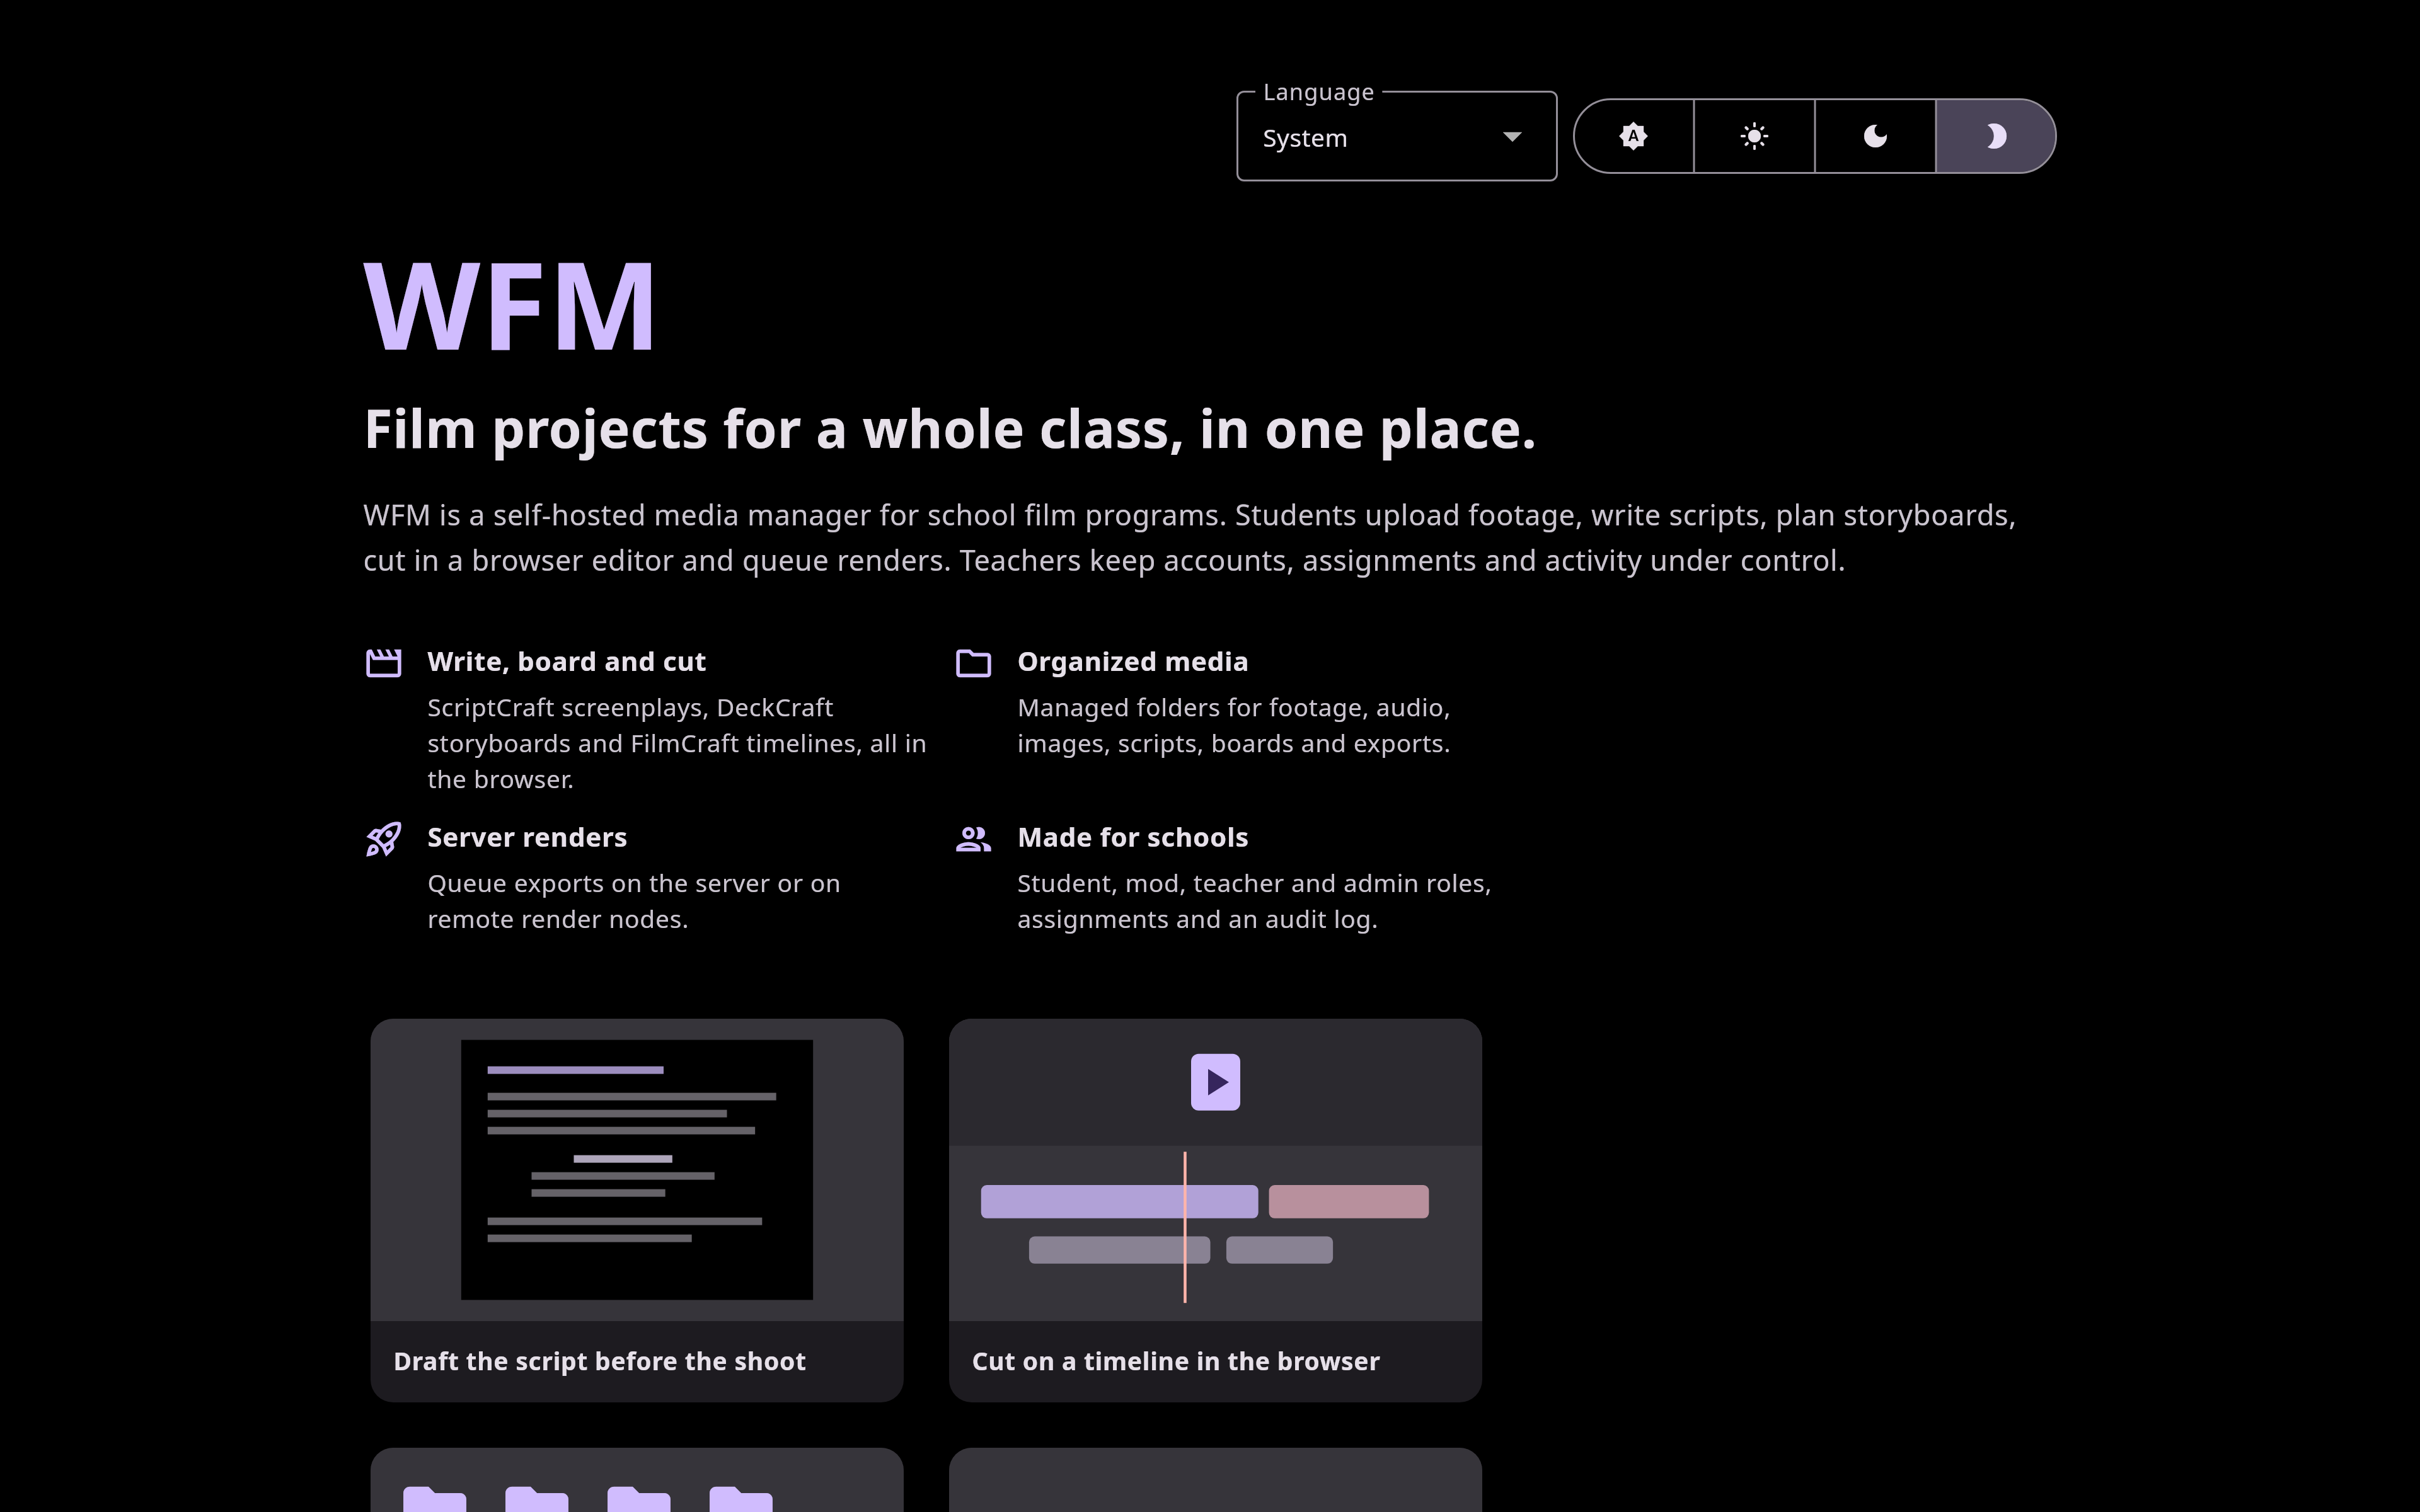 Language
System
WFM
Film projects for a whole class, in one place.
WFM is a self-hosted media manager for school film programs. Students upload footage, write scripts, plan storyboards,
cut in a browser editor and queue renders. Teachers keep accounts, assignments and activity under control.
Write, board and cut
ScriptCraft screenplays, DeckCraft
storyboards and FilmCraft timelines, all in
the browser.
Organized media
Managed folders for footage, audio,
images, scripts, boards and exports.
Server renders
Queue exports on the server or on
remote render nodes.
Made for schools
Student, mod, teacher and admin roles,
assignments and an audit log.
Draft the script before the shoot
Cut on a timeline in the browser